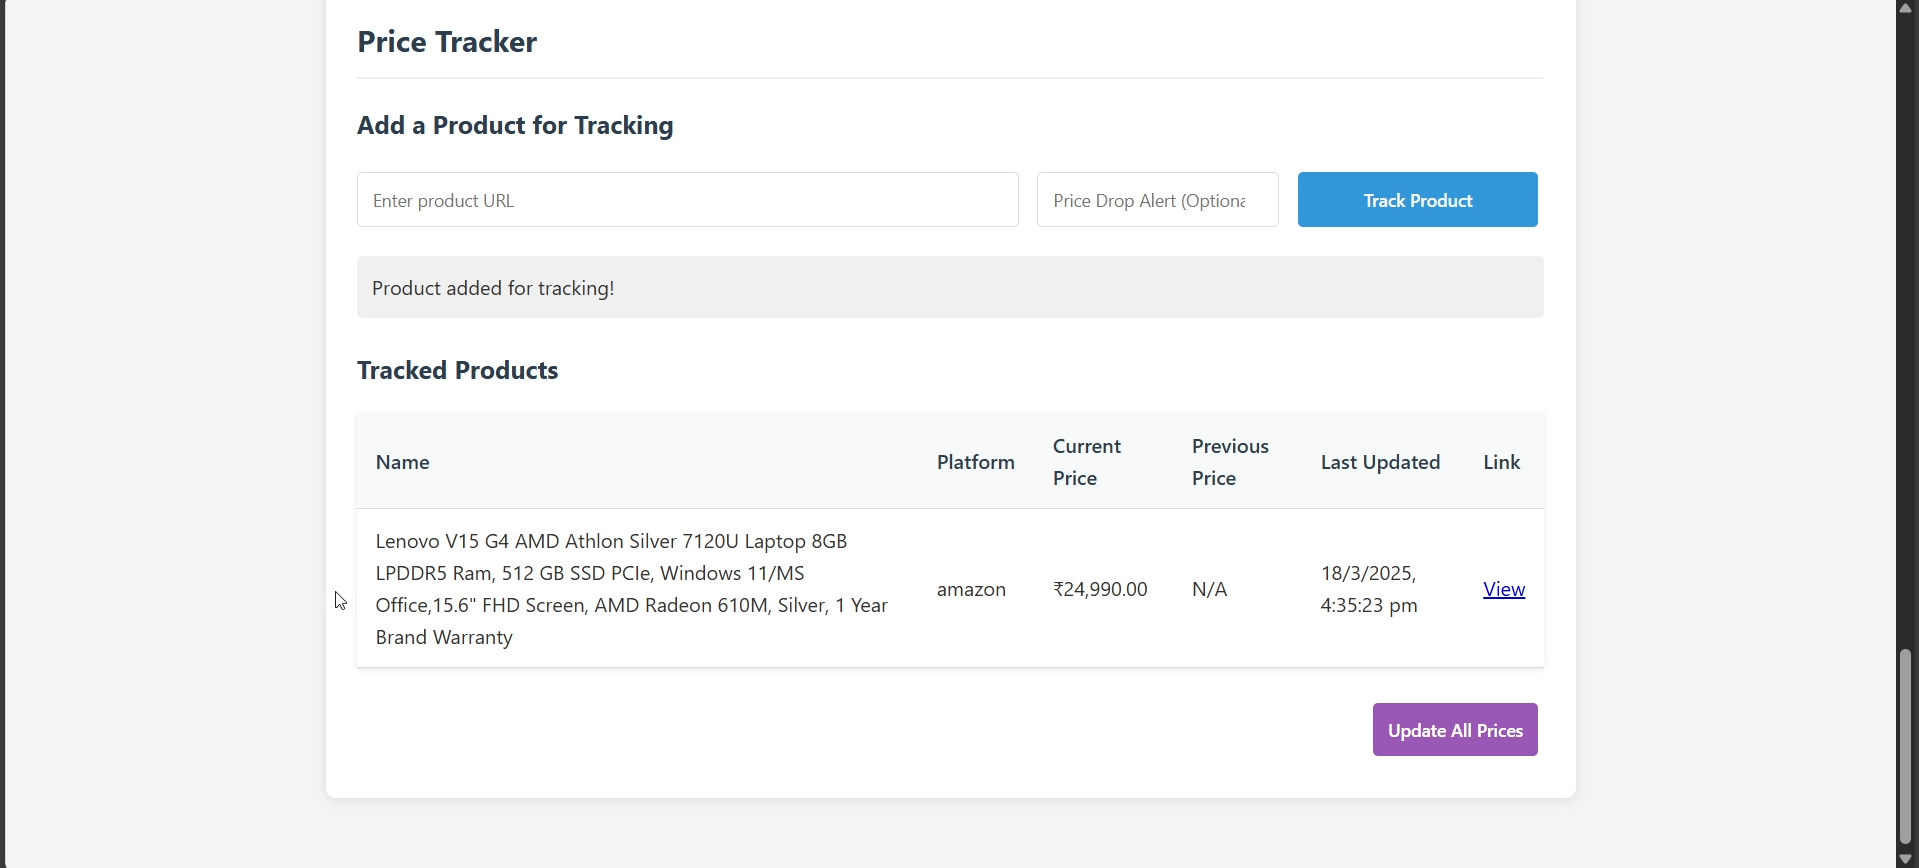 Price Tracker
Add a Product for Tracking
Enter product URL
Price Drop Alert (Optiona
Track Product
Product added for tracking!
Tracked Products
Name
Platform
Current
Price
Previous
Price
Last Updated
Link
Lenovo V15 G4 AMD Athlon Silver 7120U Laptop 8GB
LPDDR5 Ram, 512 GB SSD PCIe, Windows 11/MS
Office,15.6" FHD Screen, AMD Radeon 610M, Silver, 1 Year
Brand Warranty
amazon
₹24,990.00
N/A
18/3/2025,
4:35:23 pm
View
Update All Prices